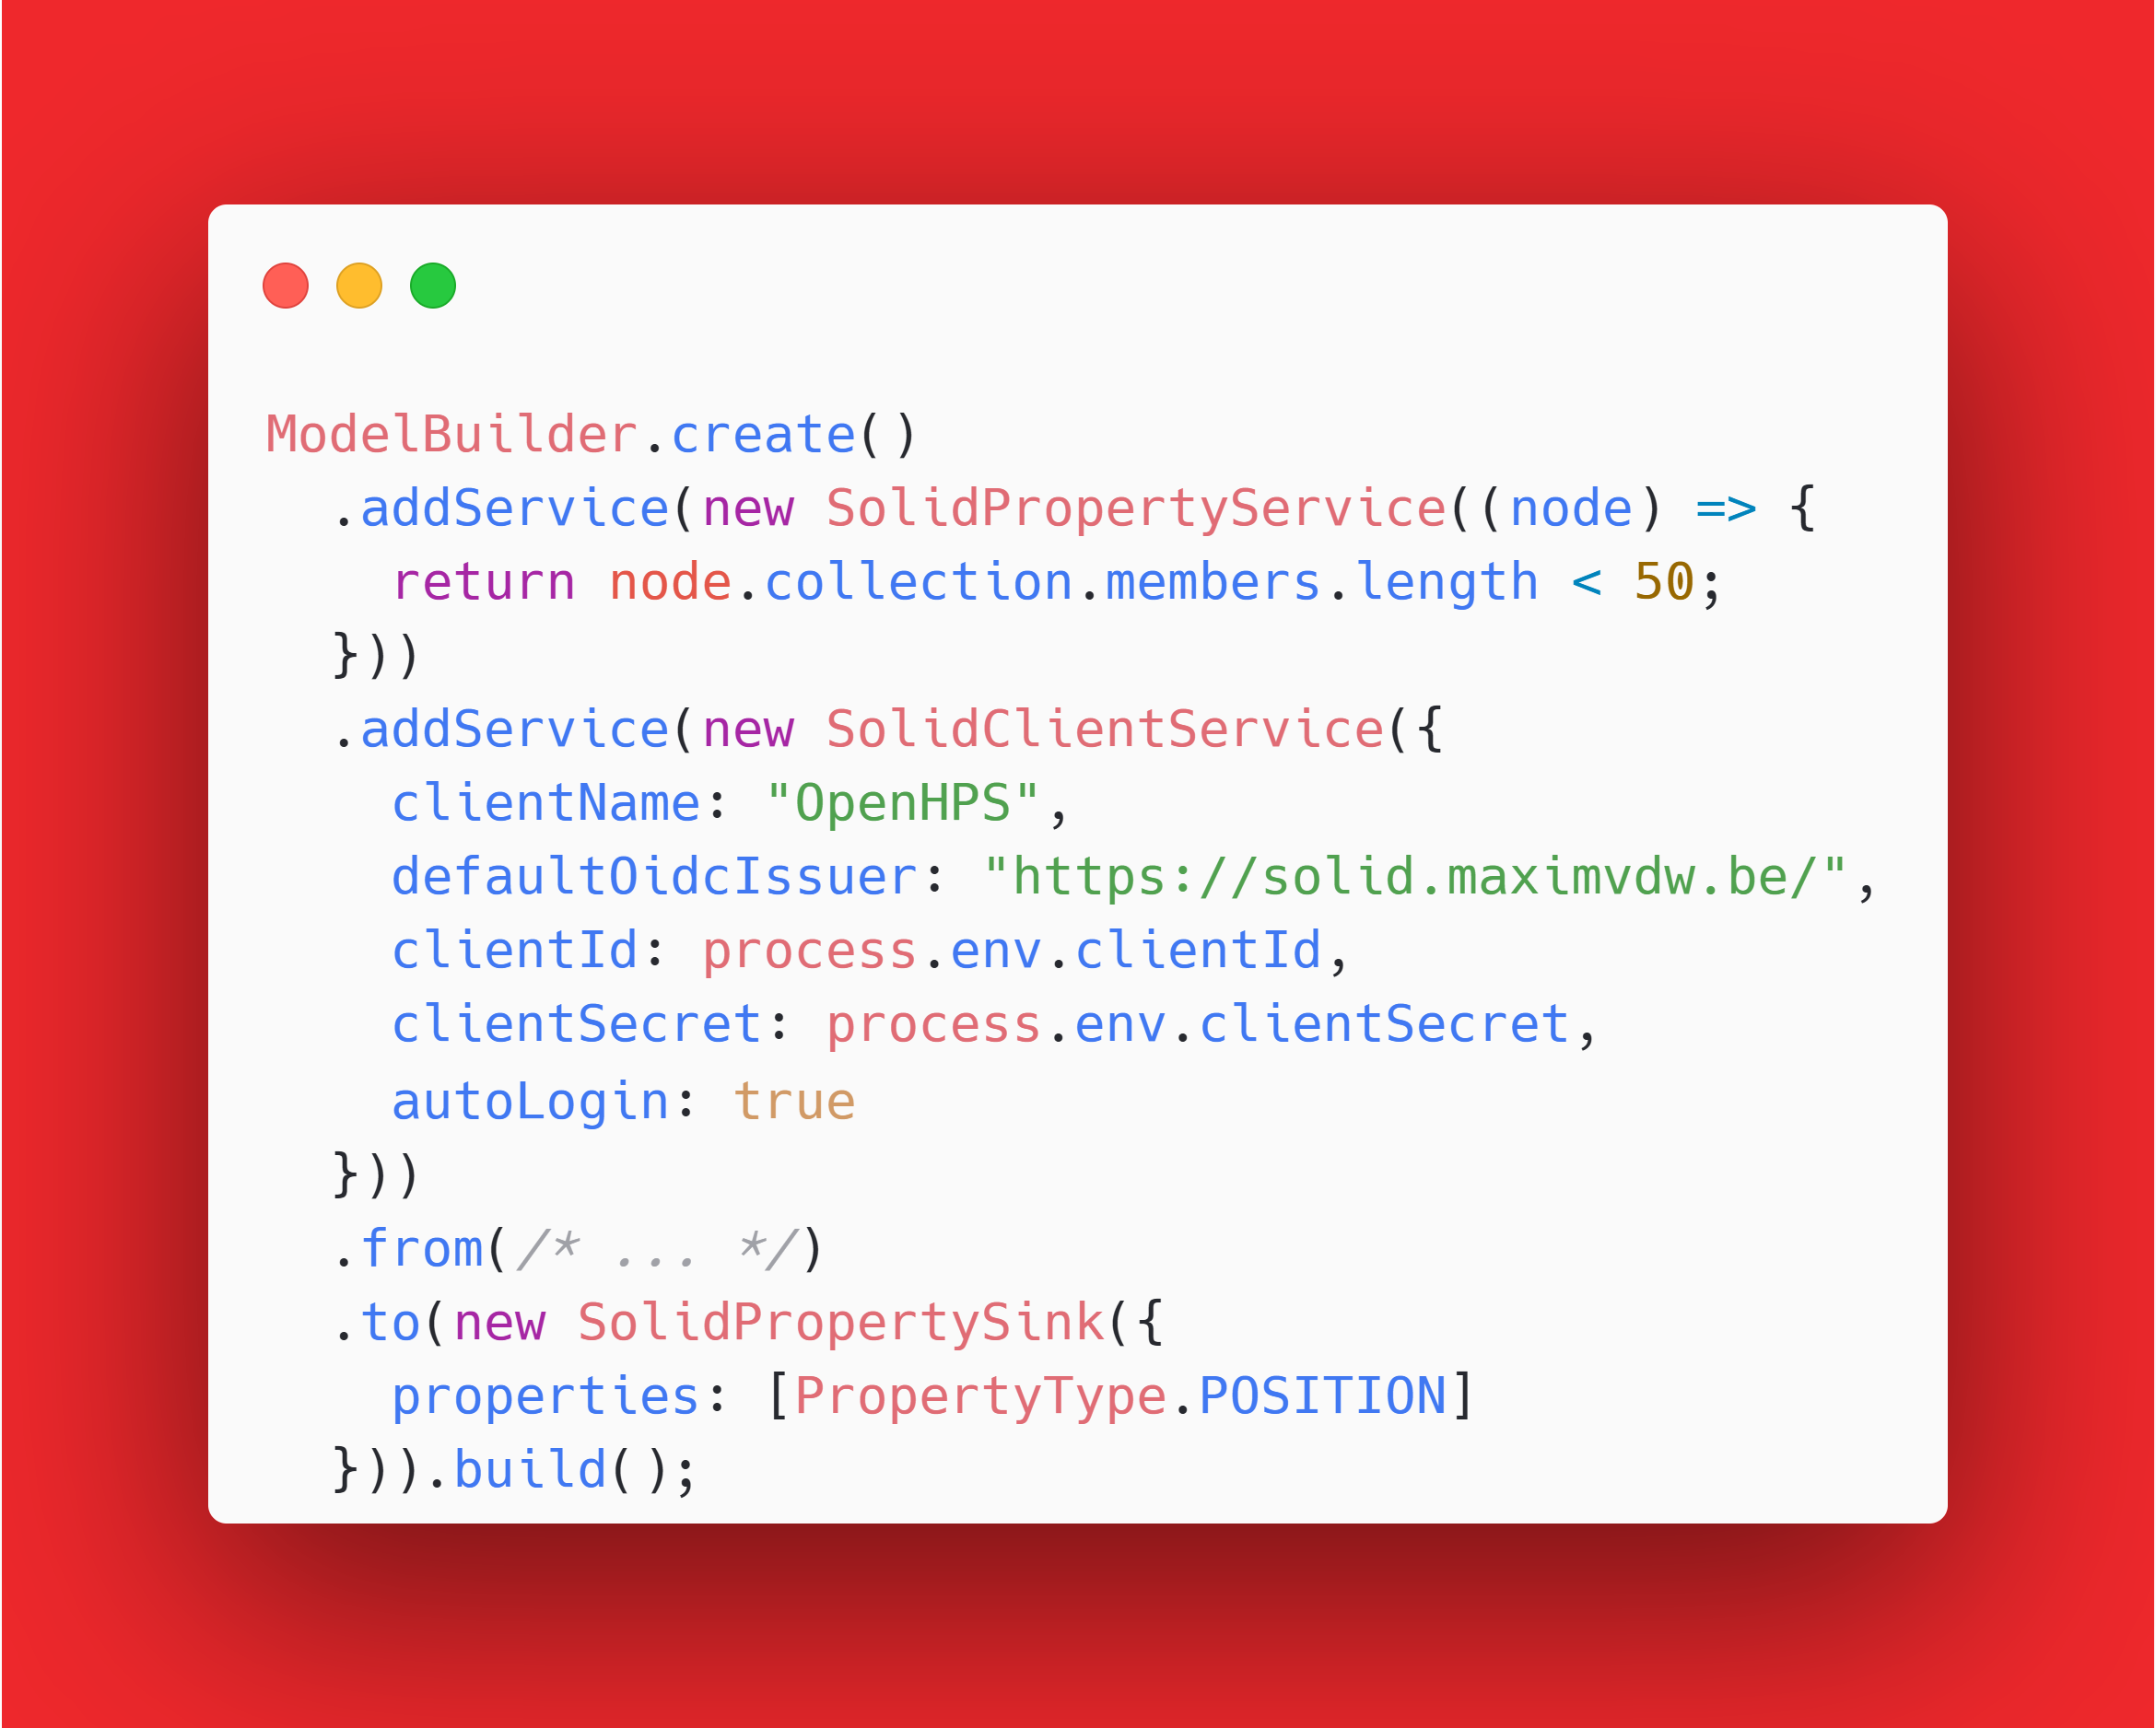 ModelBuilder.create()
  .addService(new SolidPropertyService((node) => {
    return node.collection.members.length < 50;
  }))
  .addService(new SolidClientService({
    clientName: "OpenHPS",
    defaultOidcIssuer: "https://solid.maximvdw.be/",
    clientId: process.env.clientId,
    clientSecret: process.env.clientSecret,
    autoLogin: true
  }))
  .from(/* ... */)
  .to(new SolidPropertySink({
    properties: [PropertyType.POSITION]
  })).build();